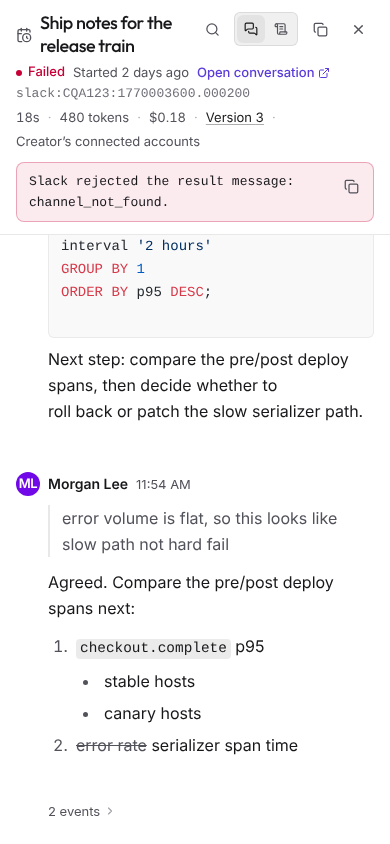 Ship notes for the
release train
Failed Started 2 days ago Open conversation
slack:CQA123:1770003600.000200
18s · 480 tokens · $0.18 · Version 3 ·
Creator's connected accounts
Slack rejected the result message:
channel_not_found.
interval '2 hours'
GROUP BY 1
ORDER BY p95 DESC;
Next step: compare the pre/post deploy
spans, then decide whether to
roll back or patch the slow serializer path.
ML Morgan Lee 11:54 AM
error volume is flat, so this looks like
slow path not hard fail
Agreed. Compare the pre/post deploy
spans next:
1. checkout.complete p95
• stable hosts
• canary hosts
2. error rate serializer span time
2 events